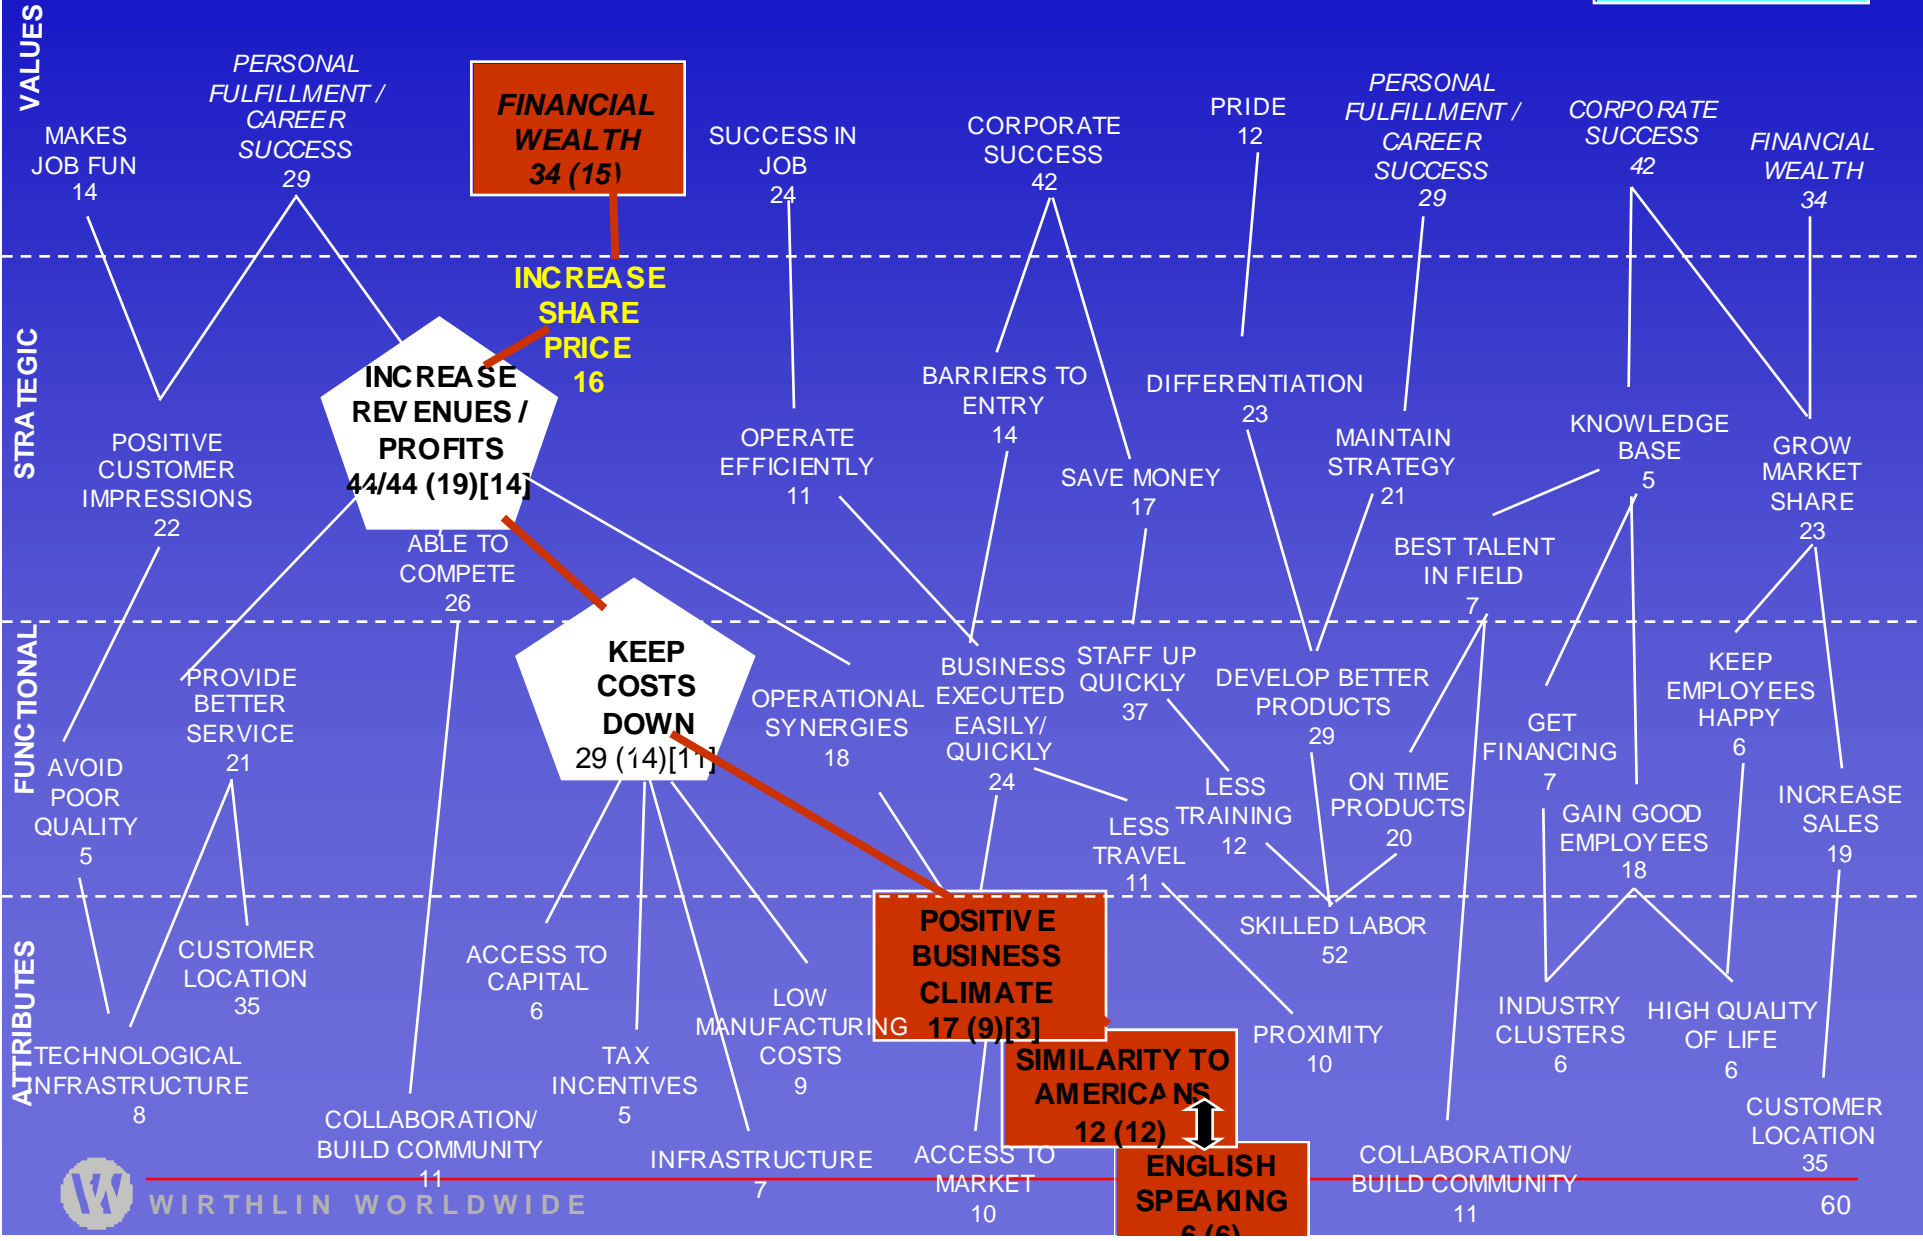 VALUES
PERSONAL
FULFILLMENT /
CAREER
SUCCESS
29
MAKES
JOB FUN
14
FINANCIAL
WEALTH
34 (15)
SUCCESS IN
JOB
24
CORPORATE
SUCCESS
42
PRIDE
12
PERSONAL
FULFILLMENT /
CAREER
SUCCESS
29
CORPORATE
SUCCESS
42
FINANCIAL
WEALTH
34
STRATEGIC
INCREASE
SHARE
PRICE
16
INCREASE
REVENUES /
PROFITS
44/44 (19)[14]
POSITIVE
CUSTOMER
IMPRESSIONS
22
ABLE TO
COMPETE
26
OPERATE
EFFICIENTLY
11
BARRIERS TO
ENTRY
14
SAVE MONEY
17
DIFFERENTIATION
23
MAINTAIN
STRATEGY
21
KNOWLEDGE
BASE
5
BEST TALENT
IN FIELD
7
GROW
MARKET
SHARE
23
FUNCTIONAL
AVOID
POOR
QUALITY
5
PROVIDE
BETTER
SERVICE
21
KEEP
COSTS
DOWN
29 (14)[11]
OPERATIONAL
SYNERGIES
18
BUSINESS
EXECUTED
EASILY/
QUICKLY
24
STAFF UP
QUICKLY
37
LESS
TRAVEL
11
LESS
TRAINING
12
DEVELOP BETTER
PRODUCTS
29
ON TIME
PRODUCTS
20
GET
FINANCING
7
GAIN GOOD
EMPLOYEES
18
KEEP
EMPLOYEES
HAPPY
6
INCREASE
SALES
19
ATTRIBUTES
TECHNOLOGICAL
INFRASTRUCTURE
8
CUSTOMER
LOCATION
35
COLLABORATION/
BUILD COMMUNITY
11
ACCESS TO
CAPITAL
6
TAX
INCENTIVES
5
LOW
MANUFACTURING
COSTS
9
INFRASTRUCTURE
7
POSITIVE
BUSINESS
CLIMATE
17 (9)[3]
ACCESS TO
MARKET
10
SIMILARITY TO
AMERICANS
12 (12)
ENGLISH
SPEAKING
6 (6)
SKILLED LABOR
52
PROXIMITY
10
COLLABORATION/
BUILD COMMUNITY
11
INDUSTRY
CLUSTERS
6
HIGH QUALITY
OF LIFE
6
CUSTOMER
LOCATION
35
W
WIRTHLIN WORLDWIDE
60